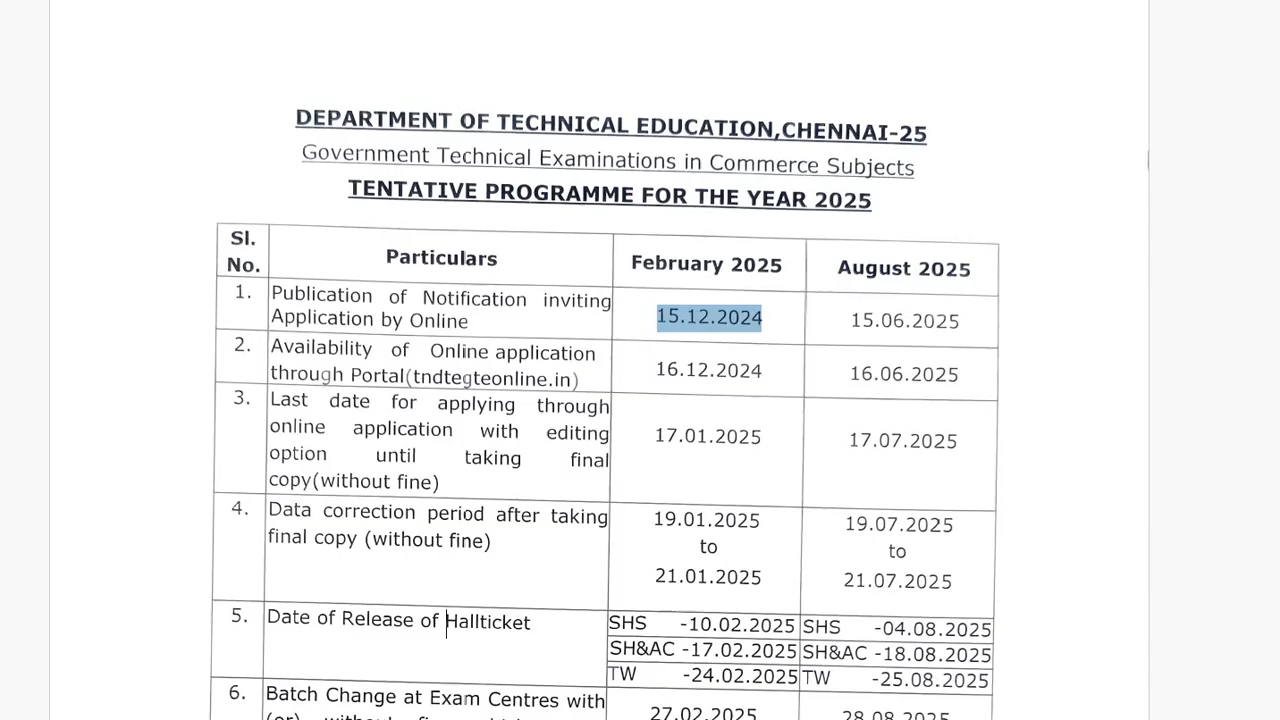 DEPARTMENT OF TECHNICAL EDUCATION,CHENNAI-25
Government Technical Examinations in Commerce Subjects
TENTATIVE PROGRAMME FOR THE YEAR 2025
Sl.
No.
Particulars
February 2025
August 2025
1.
Publication of Notification inviting
Application by Online
15.12.2024
15.06.2025
2.
Availability of Online application
through Portal(tndtegteonline.in)
16.12.2024
16.06.2025
3.
Last date for applying through
online application with editing
option until taking final
copy(without fine)
17.01.2025
17.07.2025
4.
Data correction period after taking
final copy (without fine)
19.01.2025
to
21.01.2025
19.07.2025
to
21.07.2025
5.
Date of Release of Hallticket
SHS -10.02.2025
SH&AC -17.02.2025
TW -24.02.2025
SHS -04.08.2025
SH&AC -18.08.2025
TW -25.08.2025
6.
Batch Change at Exam Centres with
27.02.2025
28.08.2025